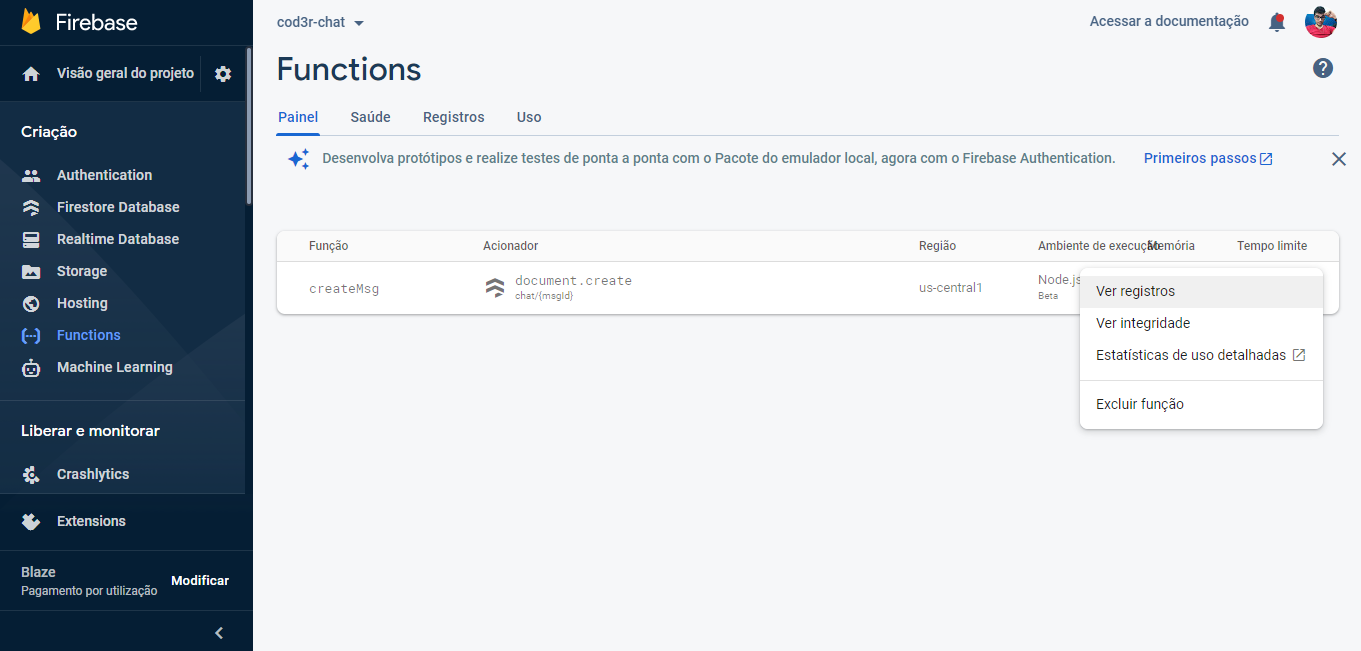 Firebase
cod3r-chat
Acessar a documentação
Visão geral do projeto
Functions
Criação
Painel
Saúde
Registros
Uso
Desenvolva protótipos e realize testes de ponta a ponta com o Pacote do emulador local, agora com o Firebase Authentication.
Primeiros passos
Authentication
Firestore Database
Realtime Database
Storage
Hosting
Functions
Machine Learning
Liberar e monitorar
Crashlytics
Extensions
Blaze
Pagamento por utilização
Modificar
Função
Acionador
Região
Ambiente de execução
Memória
Tempo limite
createMsg
document.create
chat/{msgId}
us-central1
Node.js
Beta
Ver registros
Ver integridade
Estatísticas de uso detalhadas
Excluir função